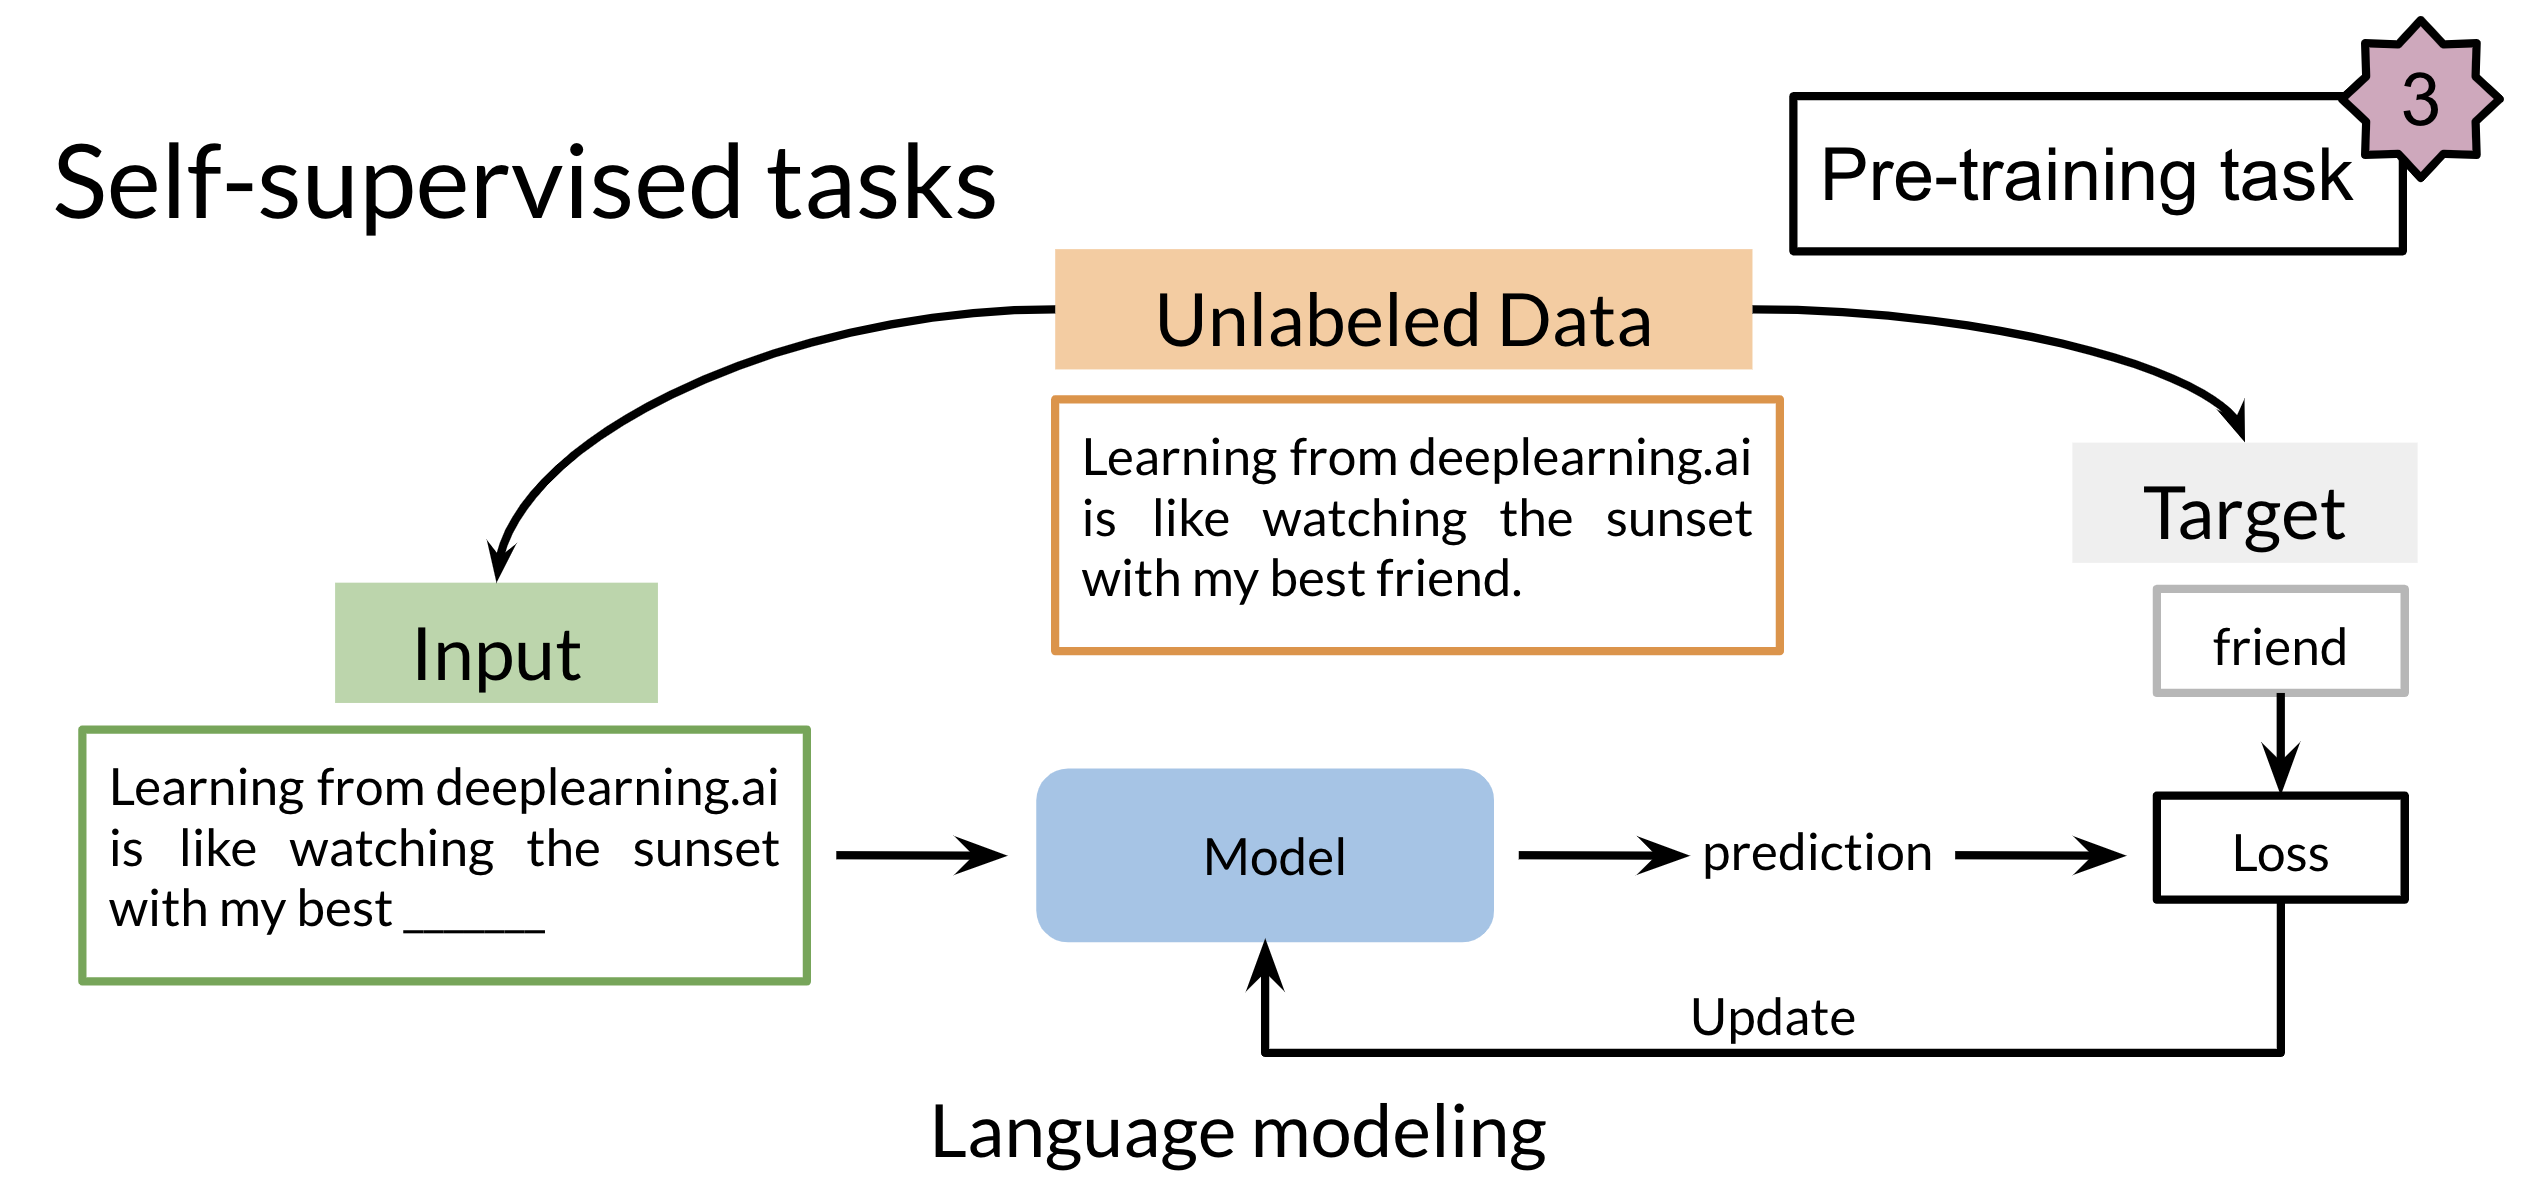 3
Pre-training task
Self-supervised tasks
Unlabeled Data
Learning from deeplearning.ai
is like watching the sunset
with my best friend.
Target
friend
Input
Learning from deeplearning.ai
is like watching the sunset
with my best _______
Model
prediction
Loss
Update
Language modeling